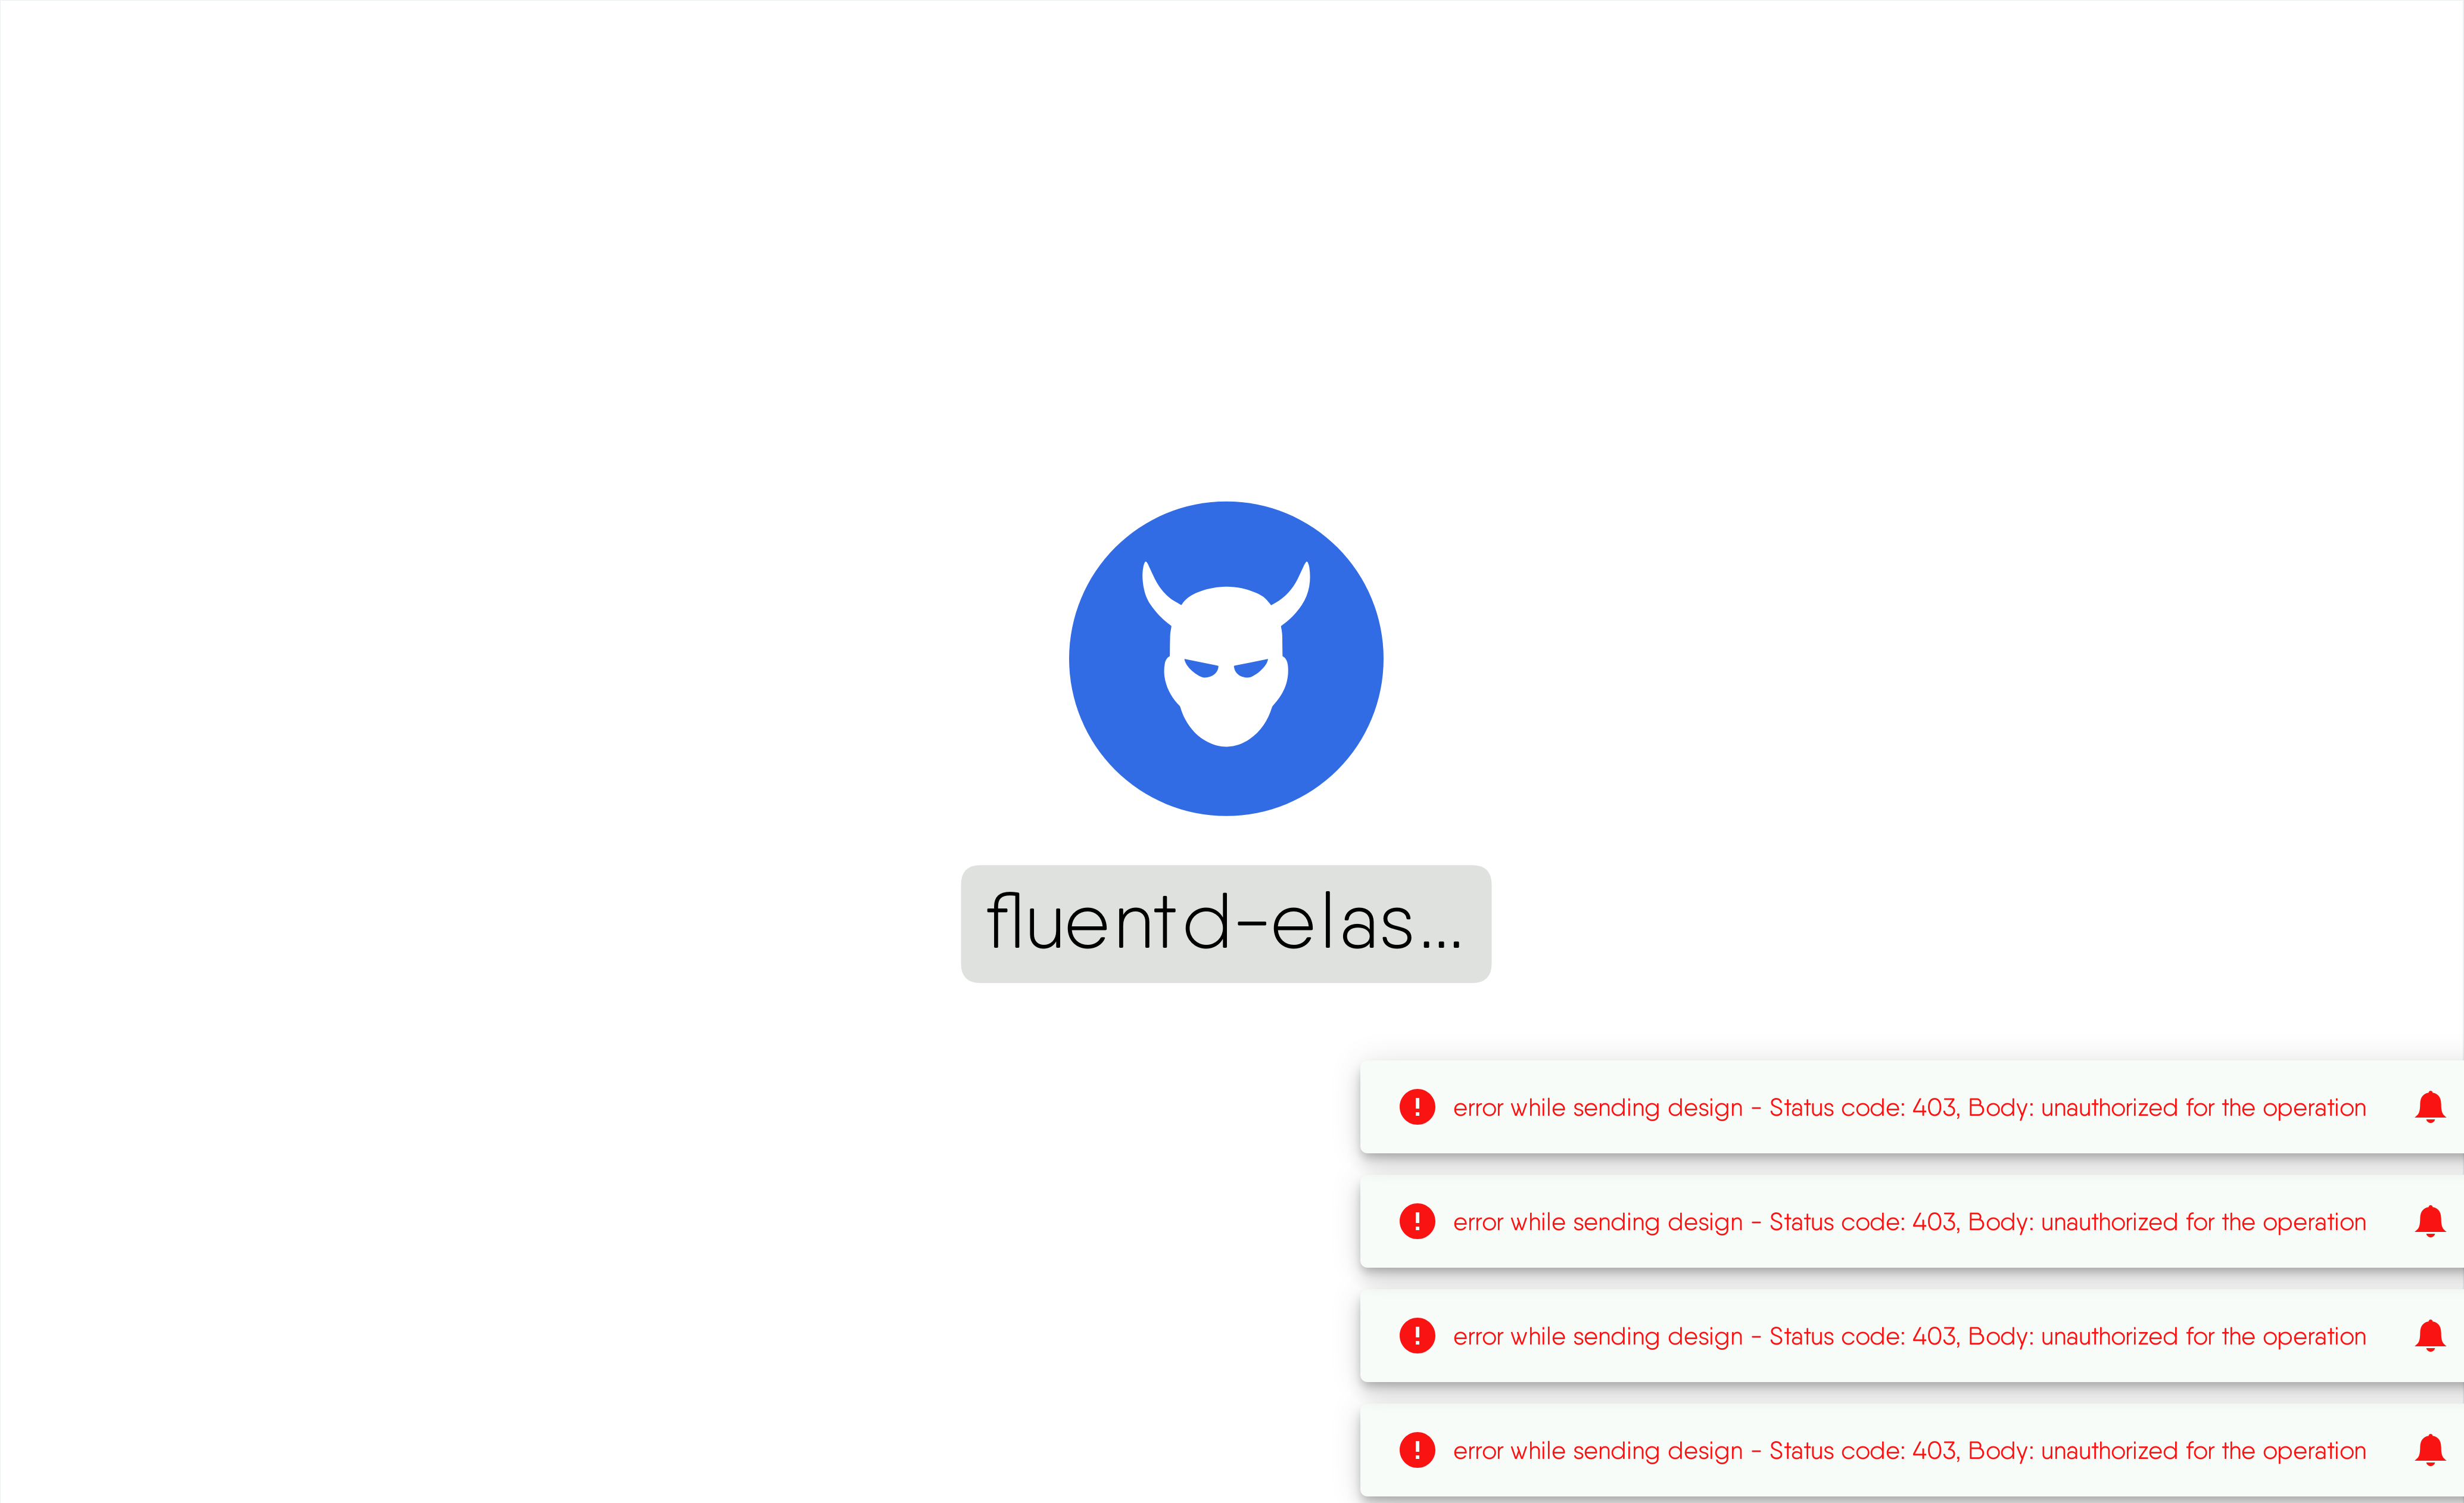 fluentd-elas...
error while sending design - Status code: 403, Body: unauthorized for the operation
error while sending design - Status code: 403, Body: unauthorized for the operation
error while sending design - Status code: 403, Body: unauthorized for the operation
error while sending design - Status code: 403, Body: unauthorized for the operation